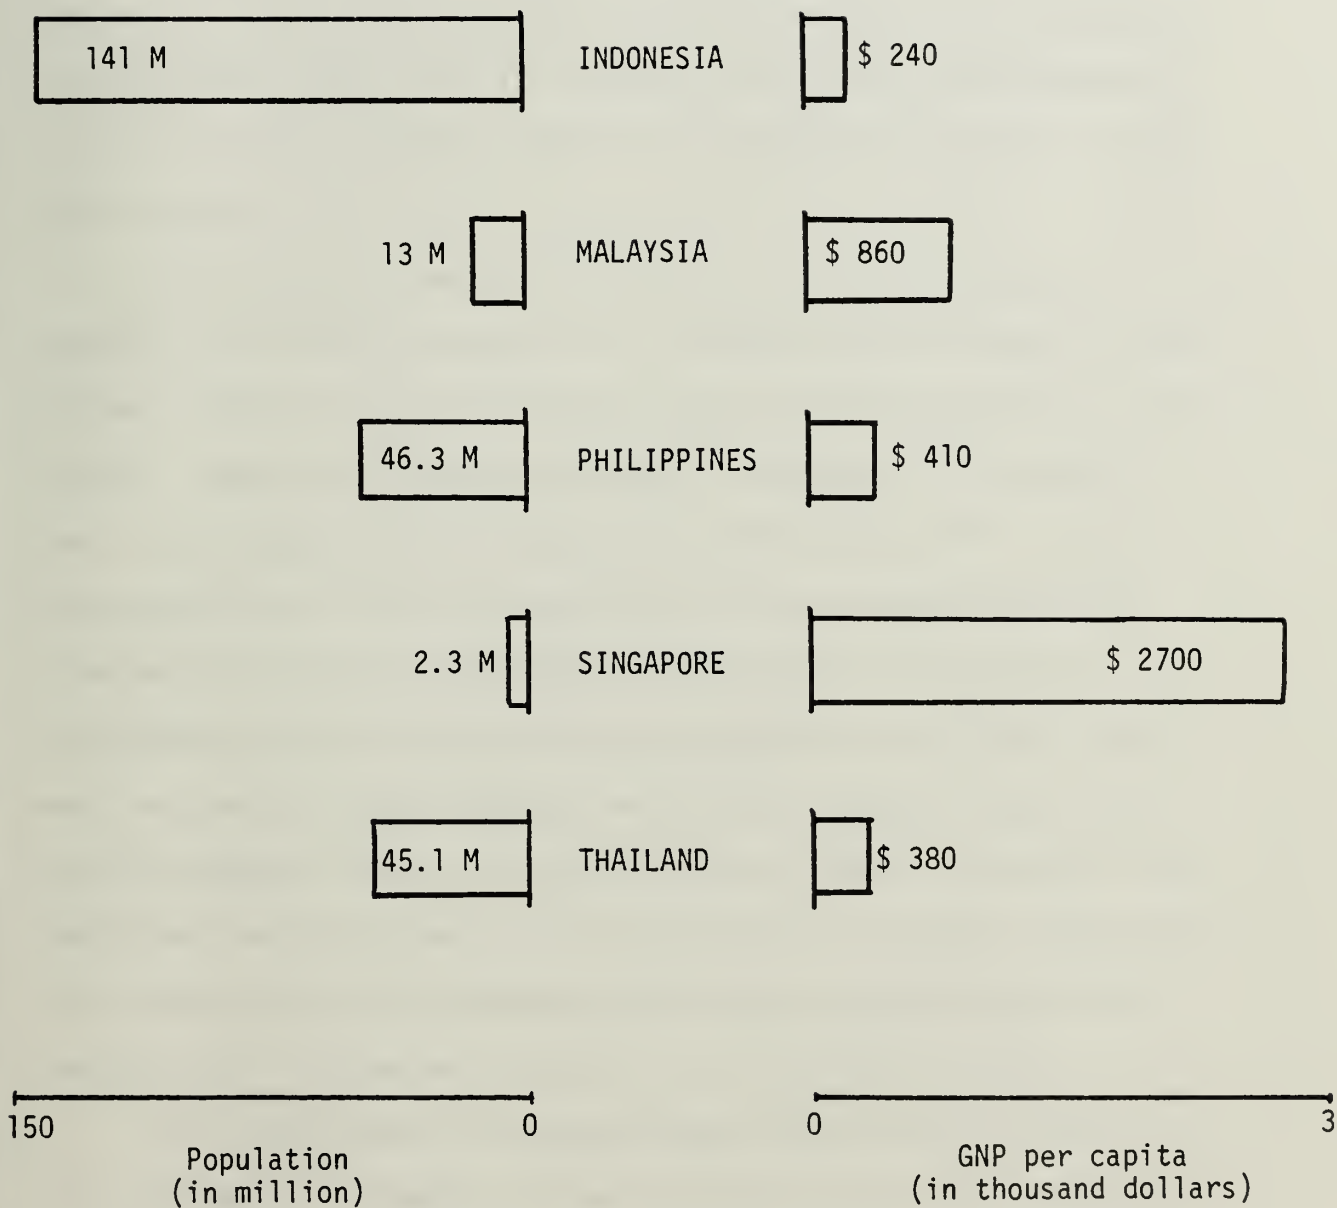 141 M INDONESIA $ 240
13 M MALAYSIA $ 860
46.3 M PHILIPPINES $ 410
2.3 M SINGAPORE $ 2700
45.1 M THAILAND $ 380
150 0 0 3
Population
(in million)
GNP per capita
(in thousand dollars)